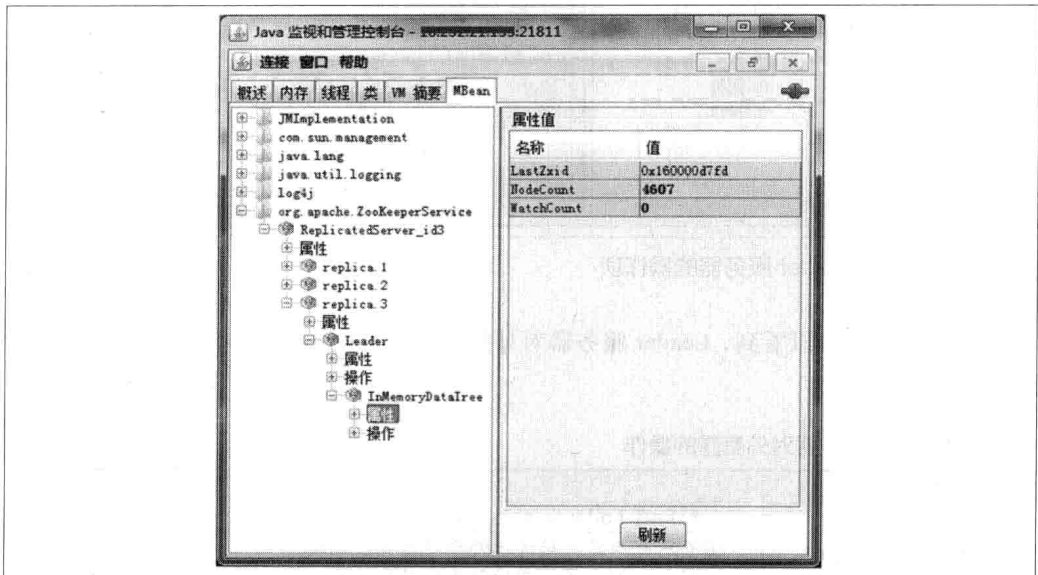 Java 监视和管理控制台 - :21811
连接 窗口 帮助
概述 内存 线程 类 VM 摘要 MBean
JMImplementation
com.sun.management
java.lang
java.util.logging
log4j
org.apache.ZooKeeperService
ReplicatedServer_id3
属性
replica.1
replica.2
replica.3
属性
Leader
属性
操作
InMemoryDataTree
属性
操作
属性值
名称 值
LastZxid 0x160000d7fd
NodeCount 4607
WatchCount 0
刷新